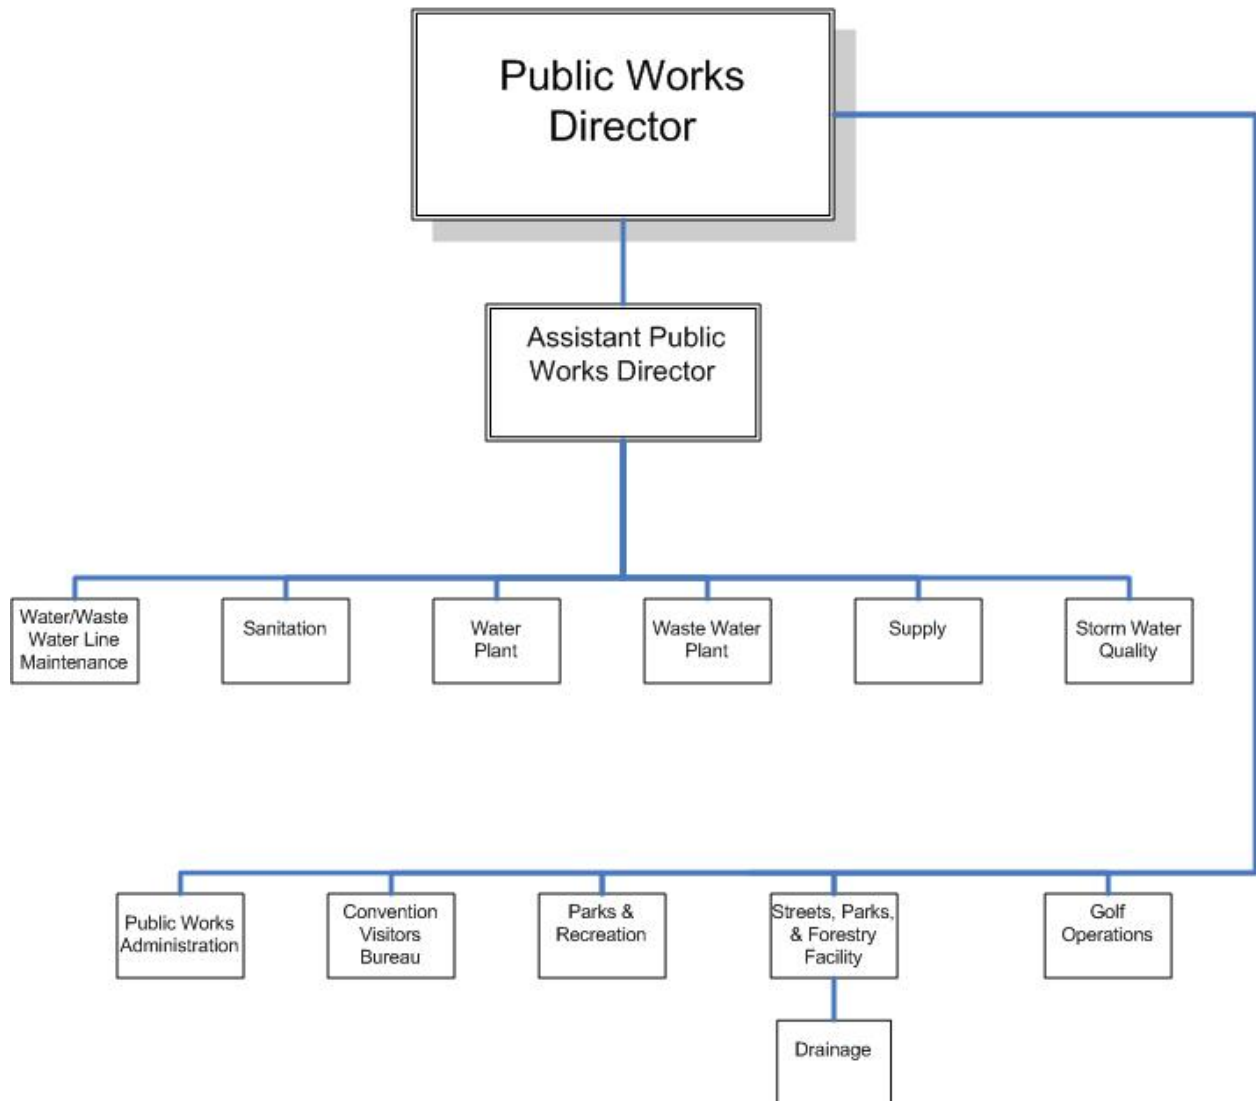 Public Works
Director
Assistant Public
Works Director
Water/Waste
Water Line
Maintenance
Sanitation
Water
Plant
Waste Water
Plant
Supply
Storm Water
Quality
Public Works
Administration
Convention
Visitors
Bureau
Parks &
Recreation
Streets, Parks,
& Forestry
Facility
Golf
Operations
Drainage